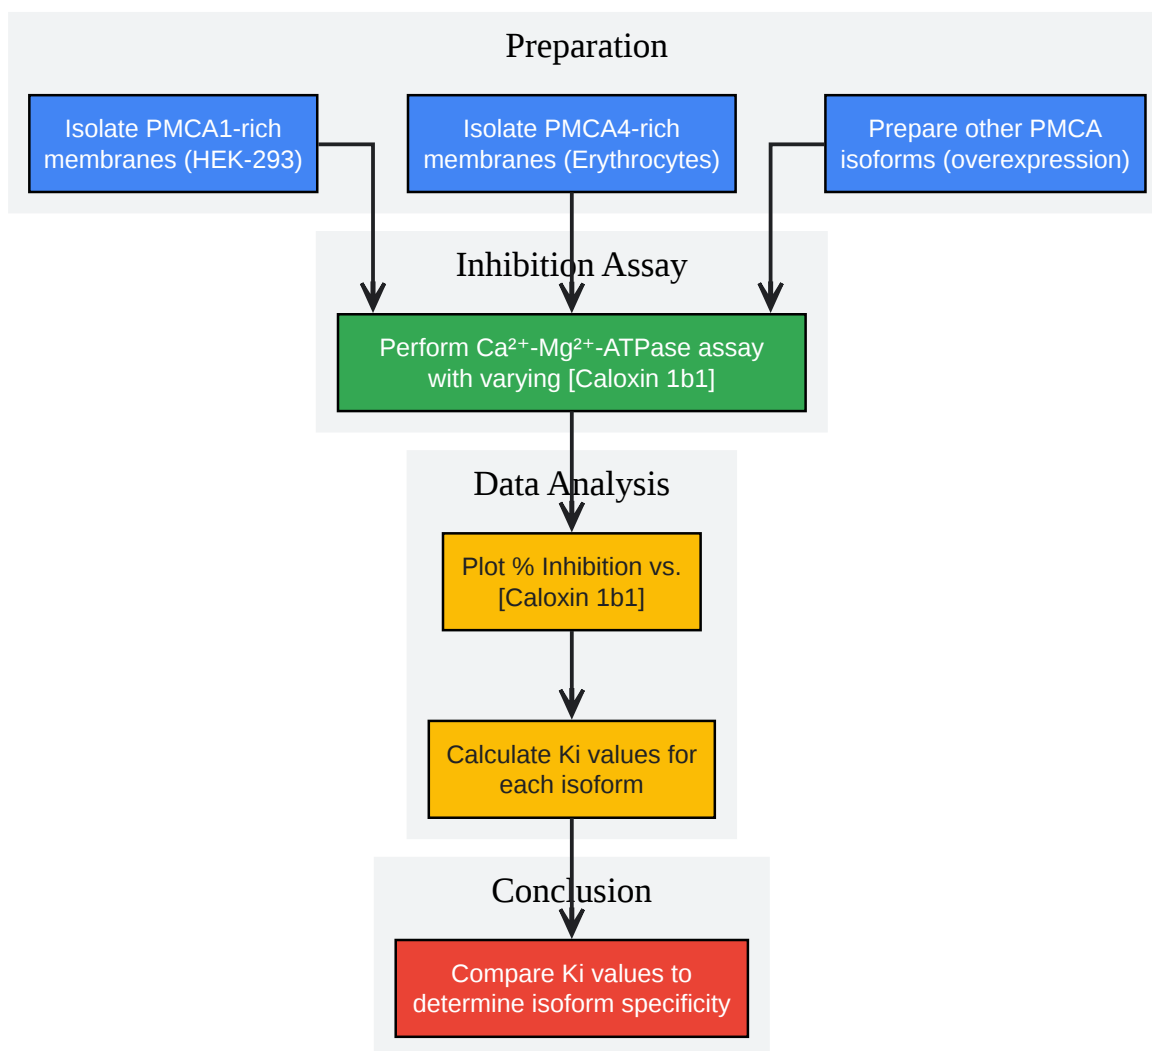 Preparation
Isolate PMCA1-rich
membranes (HEK-293)
Isolate PMCA4-rich
membranes (Erythrocytes)
Prepare other PMCA
isoforms (overexpression)
Inhibition Assay
Perform Ca²⁺-Mg²⁺-ATPase assay
with varying [Caloxin 1b1]
Data Analysis
Plot % Inhibition vs.
[Caloxin 1b1]
Calculate Ki values for
each isoform
Conclusion
Compare Ki values to
determine isoform specificity